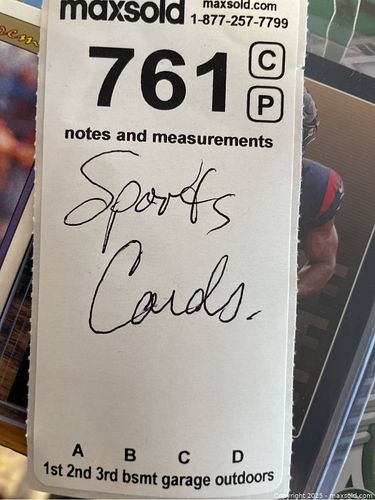 maxsold maxsold.com
1-877-257-7799
761 C
P
notes and measurements
Sports
Cards.
A B C D
1st 2nd 3rd bsmt garage outdoors
Copyright 2025 - maxsold.com